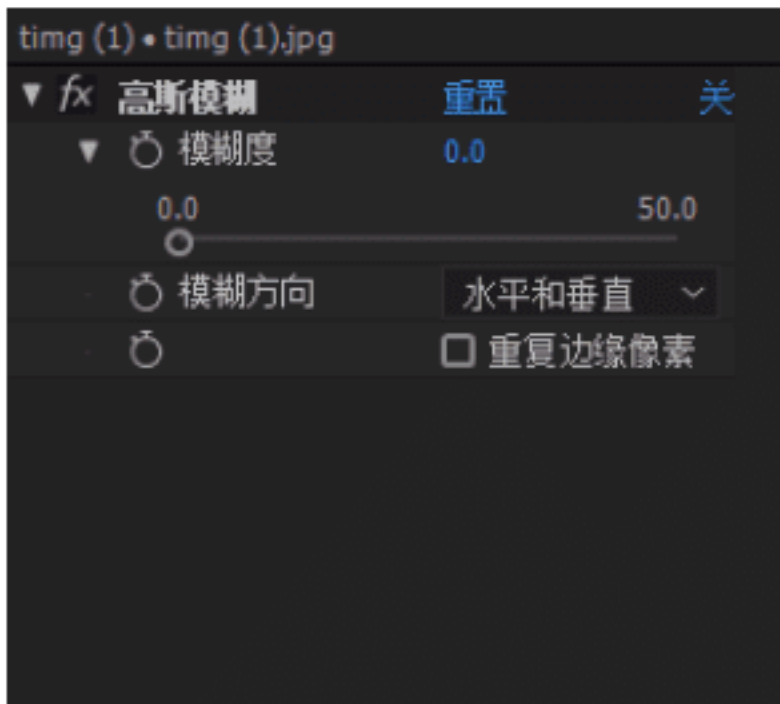 timg (1) • timg (1).jpg
fx 高斯模糊 重置 关
模糊度 0.0
0.0 50.0
模糊方向 水平和垂直
重复边缘像素